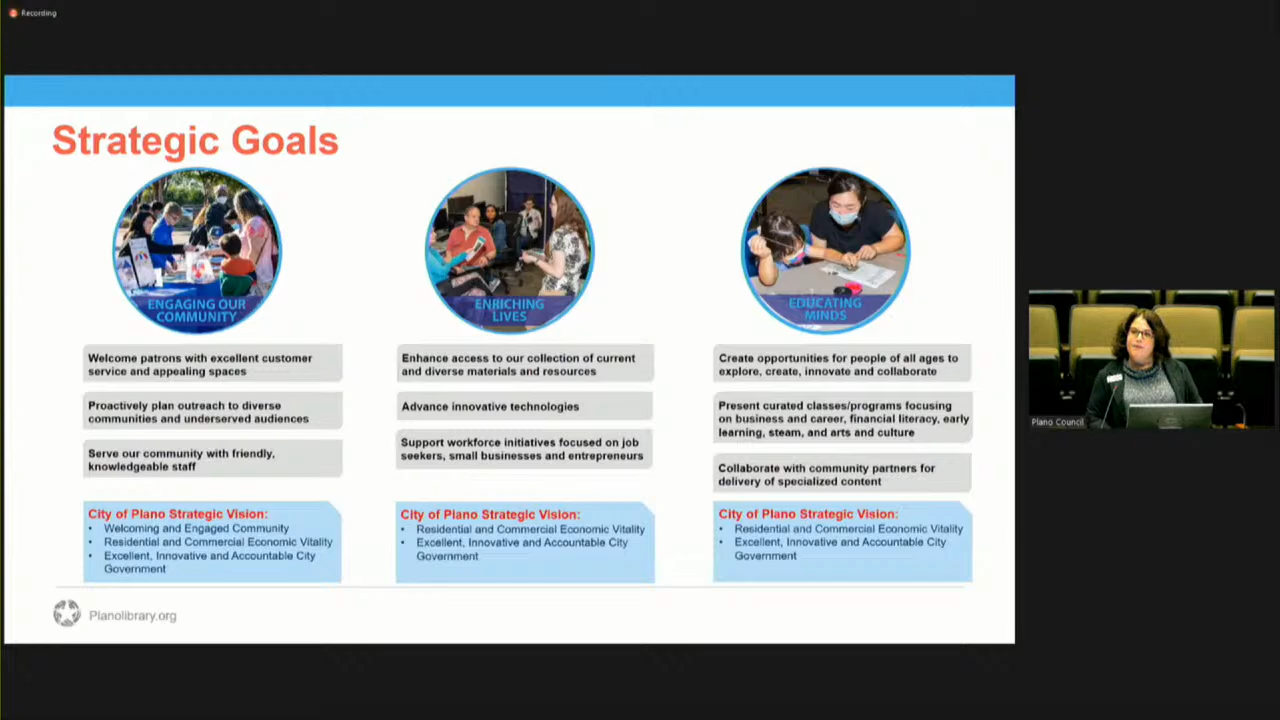 Recording
Strategic Goals
ENGAGING OUR
COMMUNITY
Welcome patrons with excellent customer
service and appealing spaces
Proactively plan outreach to diverse
communities and underserved audiences
Serve our community with friendly,
knowledgeable staff
City of Plano Strategic Vision:
• Welcoming and Engaged Community
• Residential and Commercial Economic Vitality
• Excellent, Innovative and Accountable City
Government
ENRICHING
LIVES
Enhance access to our collection of current
and diverse materials and resources
Advance innovative technologies
Support workforce initiatives focused on job
seekers, small businesses and entrepreneurs
City of Plano Strategic Vision:
• Residential and Commercial Economic Vitality
• Excellent, Innovative and Accountable City
Government
EDUCATING
MINDS
Create opportunities for people of all ages to
explore, create, innovate and collaborate
Present curated classes/programs focusing
on business and career, financial literacy, early
learning, steam, and arts and culture
Collaborate with community partners for
delivery of specialized content
City of Plano Strategic Vision:
• Residential and Commercial Economic Vitality
• Excellent, Innovative and Accountable City
Government
Planolibrary.org
Plano Council